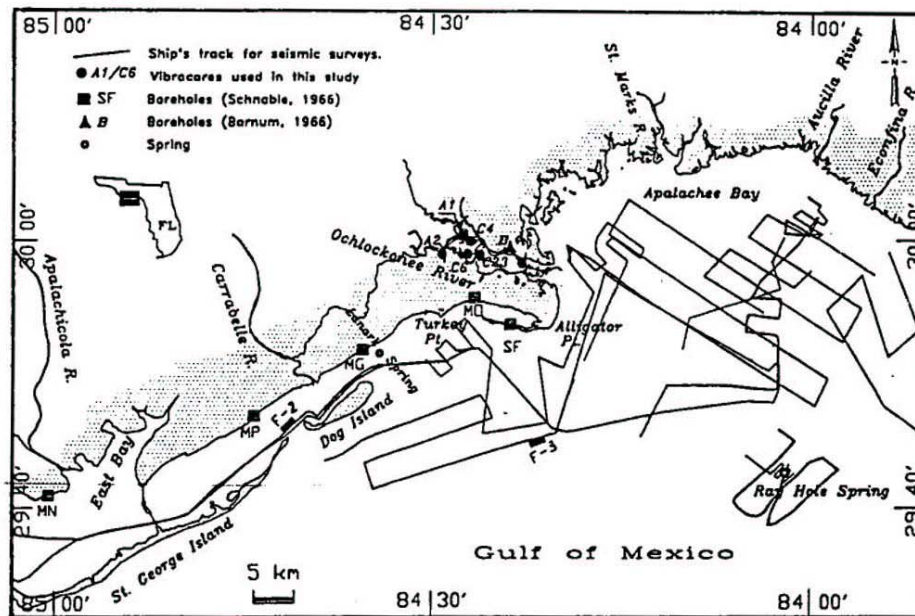 85 00' 84 30' 84 00'
Ship's track for seismic surveys.
A1/C6 Vibracores used in this study
SF Boreholes (Schnable, 1966)
B Boreholes (Barnum, 1966)
Spring
N
St. Marks R.
Aucilla River
Econfina R.
Apalachee Bay
FL
A1
C4
30 00'
Ochlockonee River
A2
B
C6
MD
Apalachicola R.
Carrabelle R.
Turkey Pt.
SF
Alligator P.
MG
Spring
MP
F-2
Dog Island
F-3
East Bay
Ray Hole Spring
29 40'
MN
29 40'
St. George Island
Gulf of Mexico
5 km
85 00' 84 30' 84 00'